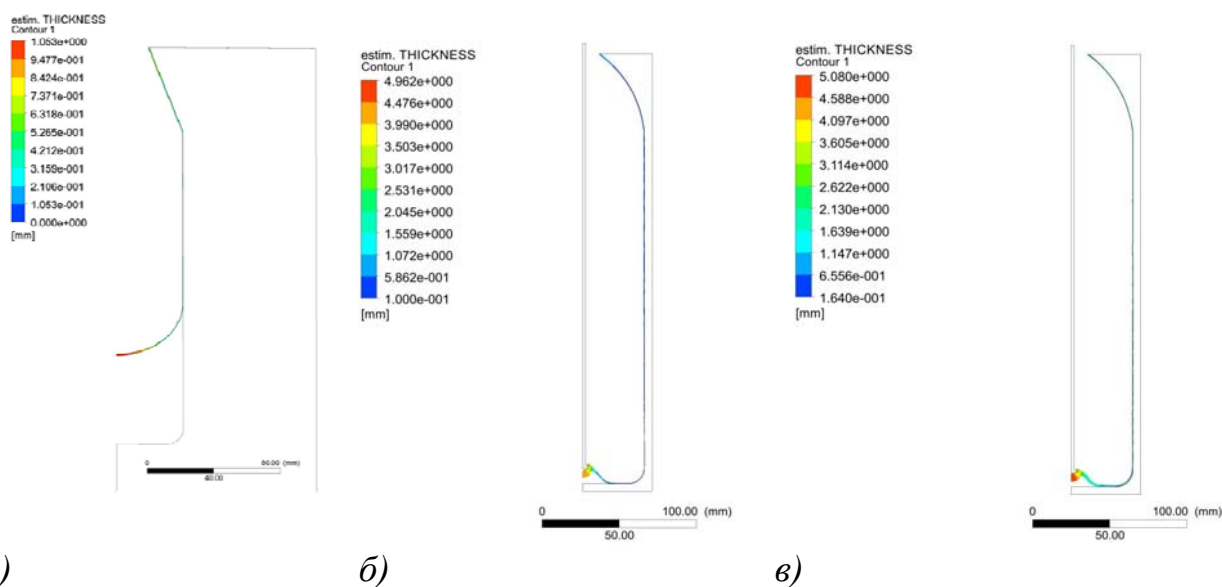 estim. THICKNESS
Contour 1
1.053e+000
9.477e-001
8.424e-001
7.371e-001
6.318e-001
5.265e-001
4.212e-001
3.159e-001
2.106e-001
1.053e-001
0.000e+000
[mm]
0
80.00 (mm)
40.00
)
estim. THICKNESS
Contour 1
4.962e+000
4.476e+000
3.990e+000
3.503e+000
3.017e+000
2.531e+000
2.045e+000
1.559e+000
1.072e+000
5.862e-001
1.000e-001
[mm]
0
100.00 (mm)
50.00
б)
estim. THICKNESS
Contour 1
5.080e+000
4.588e+000
4.097e+000
3.605e+000
3.114e+000
2.622e+000
2.130e+000
1.639e+000
1.147e+000
6.556e-001
1.640e-001
[mm]
0
100.00 (mm)
50.00
в)